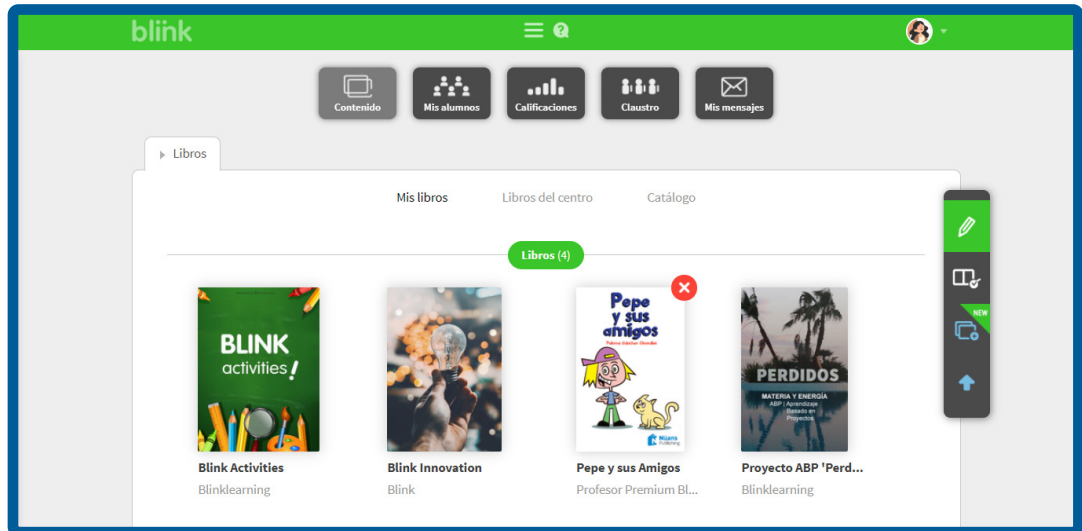 blink
Contenido
Mis alumnos
Calificaciones
Claustro
Mis mensajes
Libros
Mis libros
Libros del centro
Catálogo
Libros (4)
NEW
BLINK
activities!
Pepe
y sus
amigos
PERDIDOS
MATERIA Y ENERGÍA
ABP | Aprendizaje
Basado en
Proyectos
Nijans
Publishing
Blink Activities
Blink Innovation
Pepe y sus Amigos
Proyecto ABP 'Perd...
Blinklearning
Blink
Profesor Premium Bl...
Blinklearning